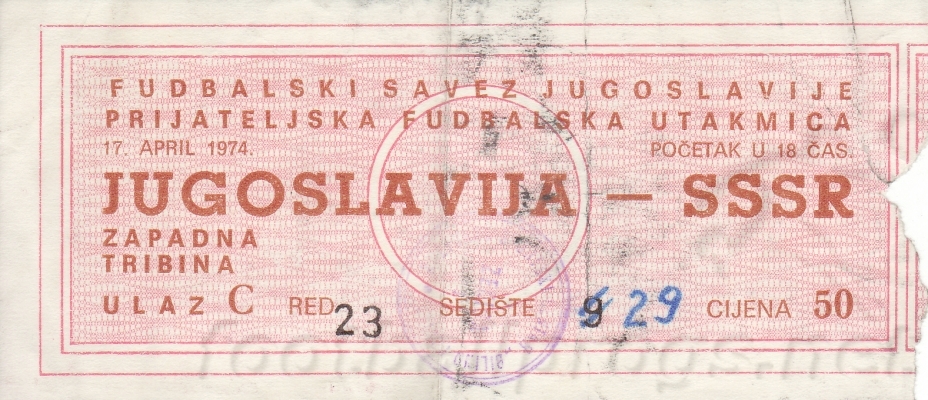 FUDBALSKI SAVEZ JUGOSLAVIJE
PRIJATELJSKA FUDBALSKA UTAKMICA
17. APRIL 1974. POČETAK U 18 ČAS.
JUGOSLAVIJA — SSSR
ZAPADNA
TRIBINA
ULAZ C RED 23 SEDIŠTE 9 29 CIJENA 50